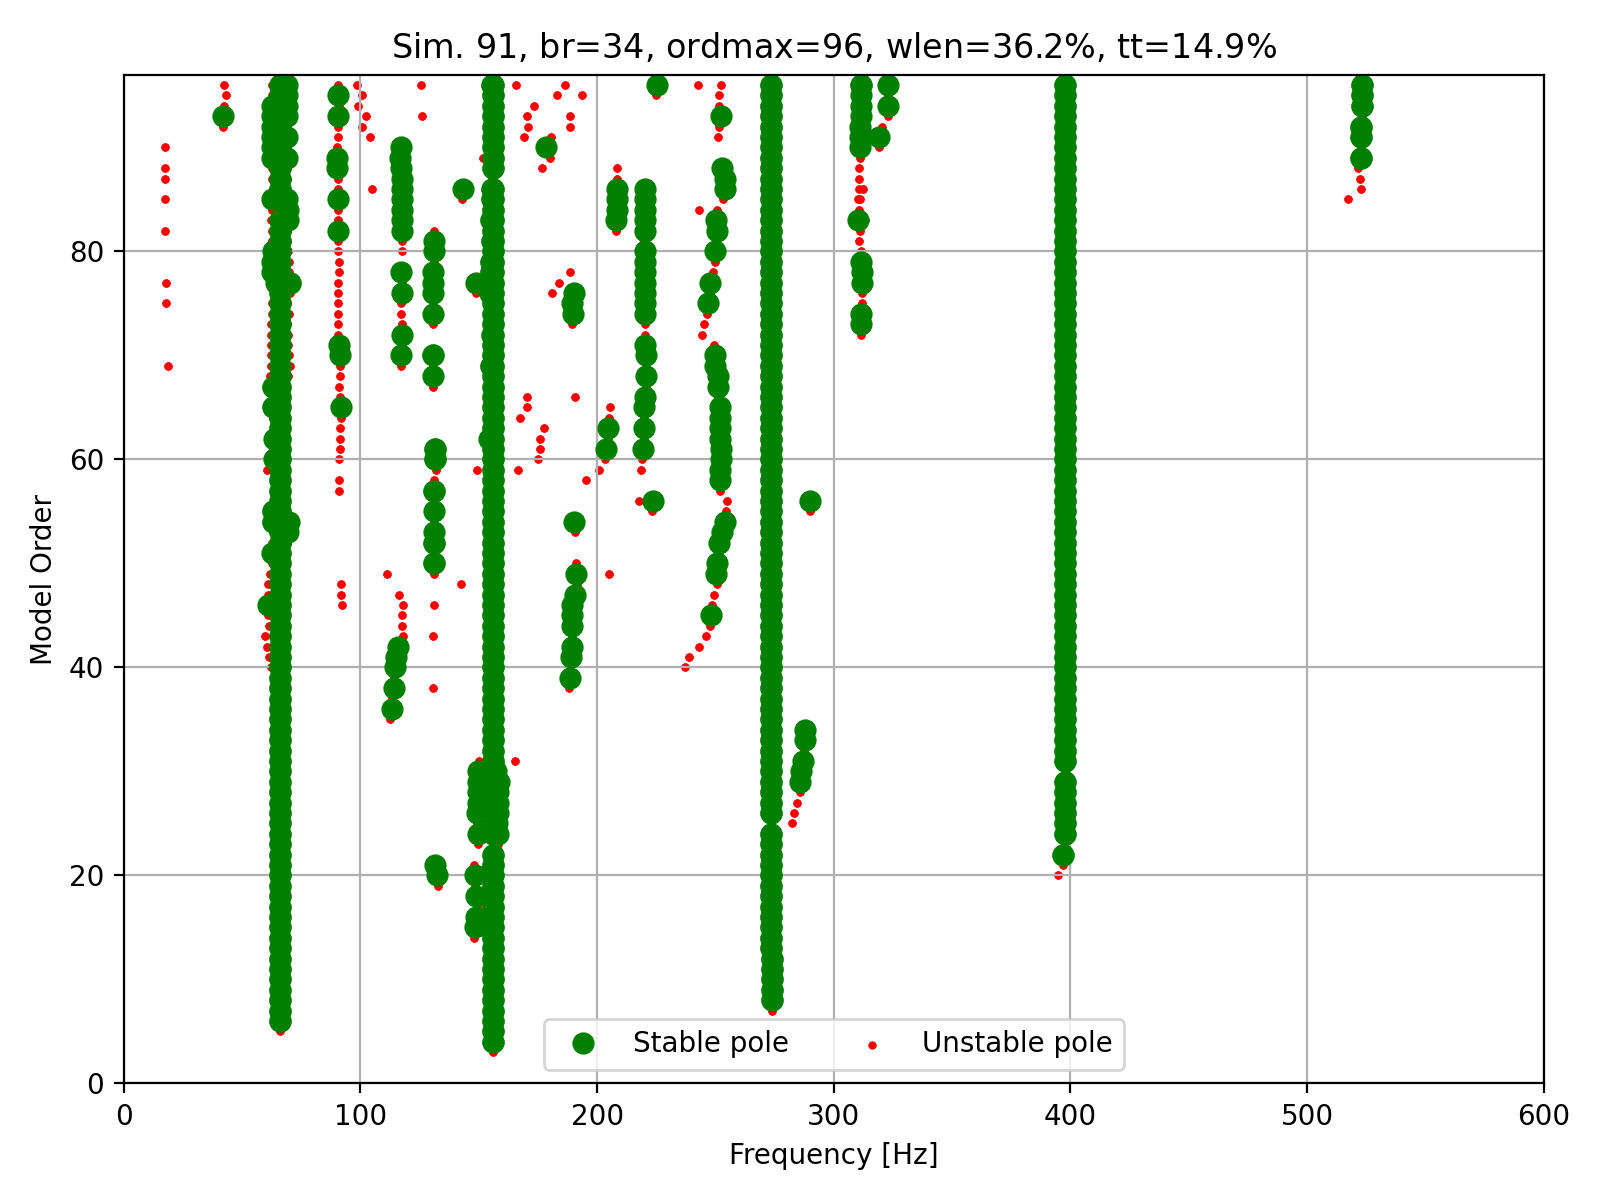 Sim. 91, br=34, ordmax=96, wlen=36.2%, tt=14.9%
Model Order
80
60
40
20
0
Stable pole Unstable pole
0 100 200 300 400 500 600
Frequency [Hz]